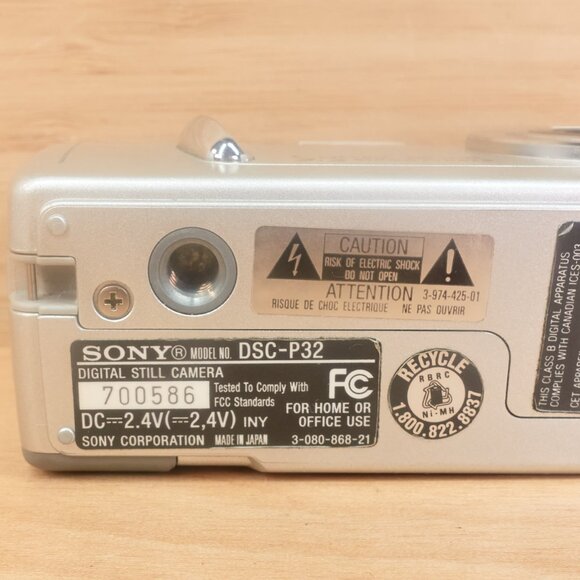 CAUTION
RISK OF ELECTRIC SHOCK
DO NOT OPEN
ATTENTION 3-974-425-01
RISQUE DE CHOC ELECTRIQUE NE PAS OUVRIR
SONY® MODEL NO. DSC-P32
DIGITAL STILL CAMERA
700586
Tested To Comply With
FCC Standards
FC
FOR HOME OR
OFFICE USE
DC⎓2.4V(⎓2,4V) INY
SONY CORPORATION MADE IN JAPAN 3-080-868-21
RECYCLE
RBRC
Ni-MH
1.800.822.8837
THIS CLASS B DIGITAL APPARATUS
COMPLIES WITH CANADIAN ICES-003